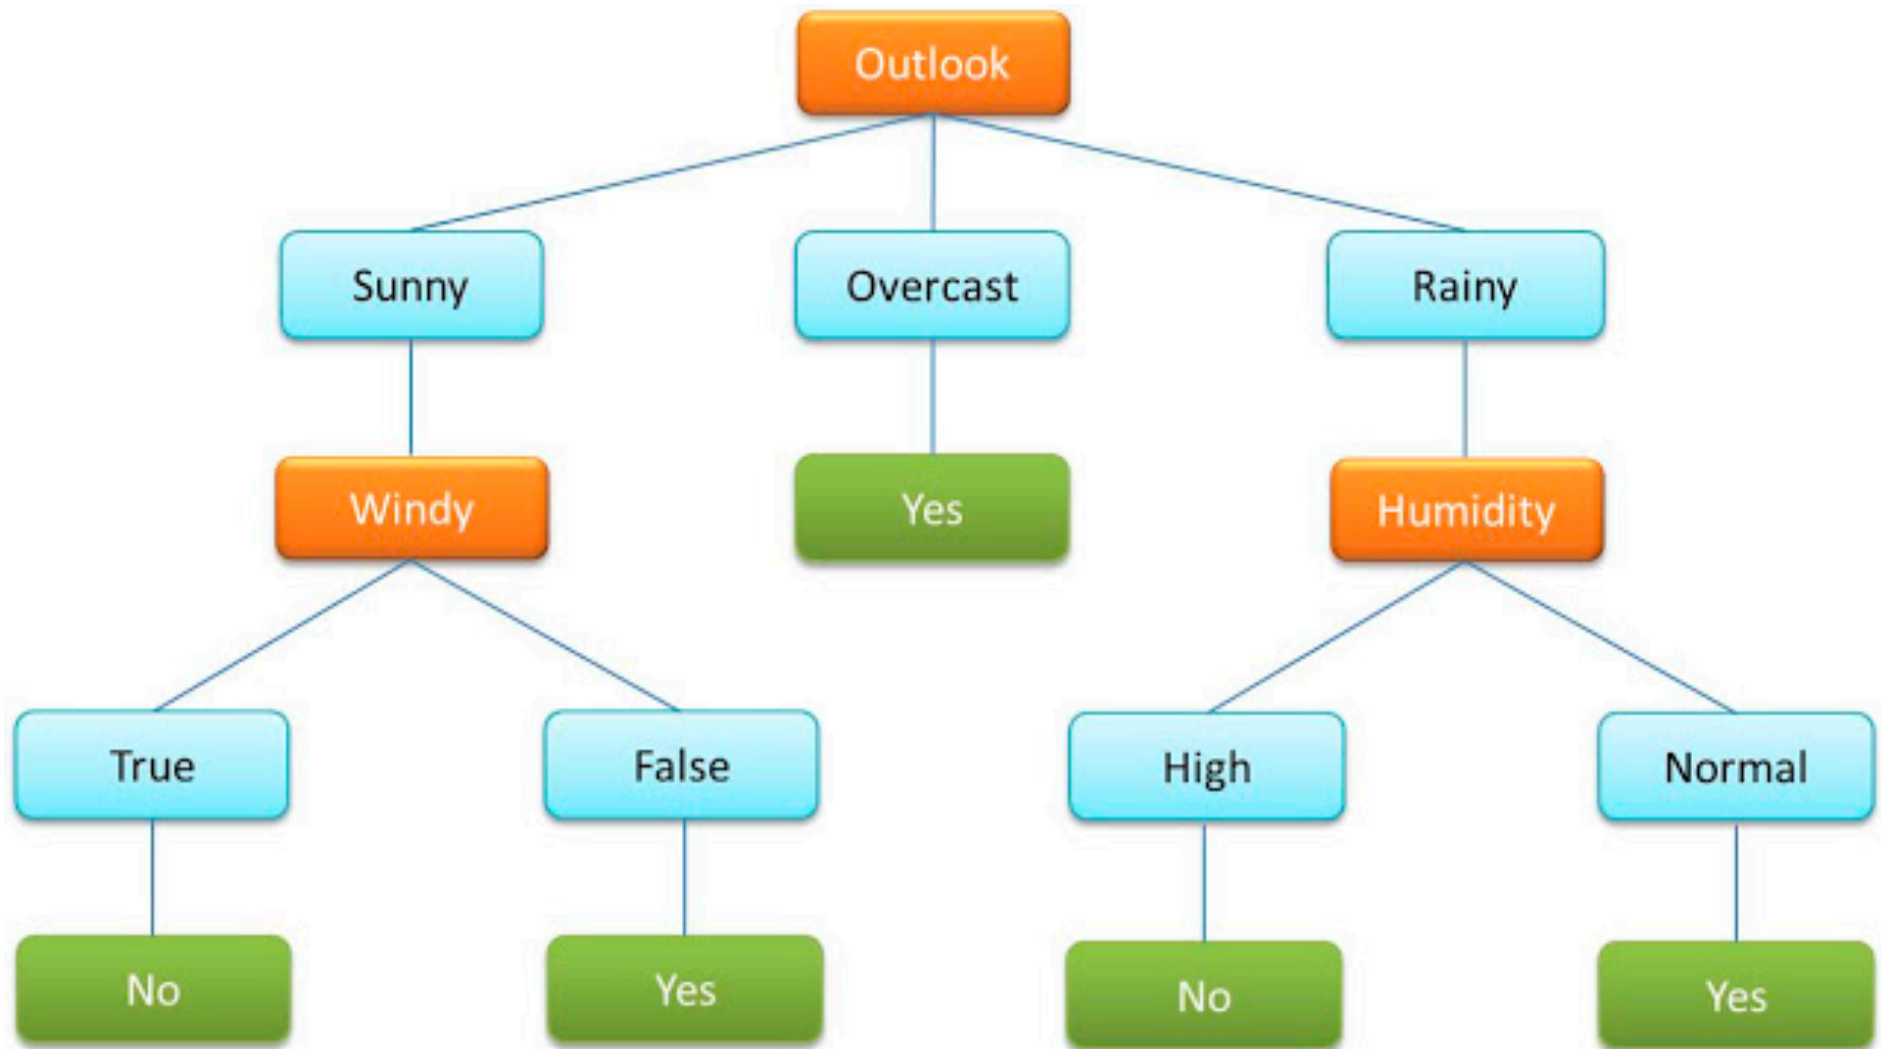 Outlook
Sunny
Overcast
Rainy
Windy
Yes
Humidity
True
False
High
Normal
No
Yes
No
Yes